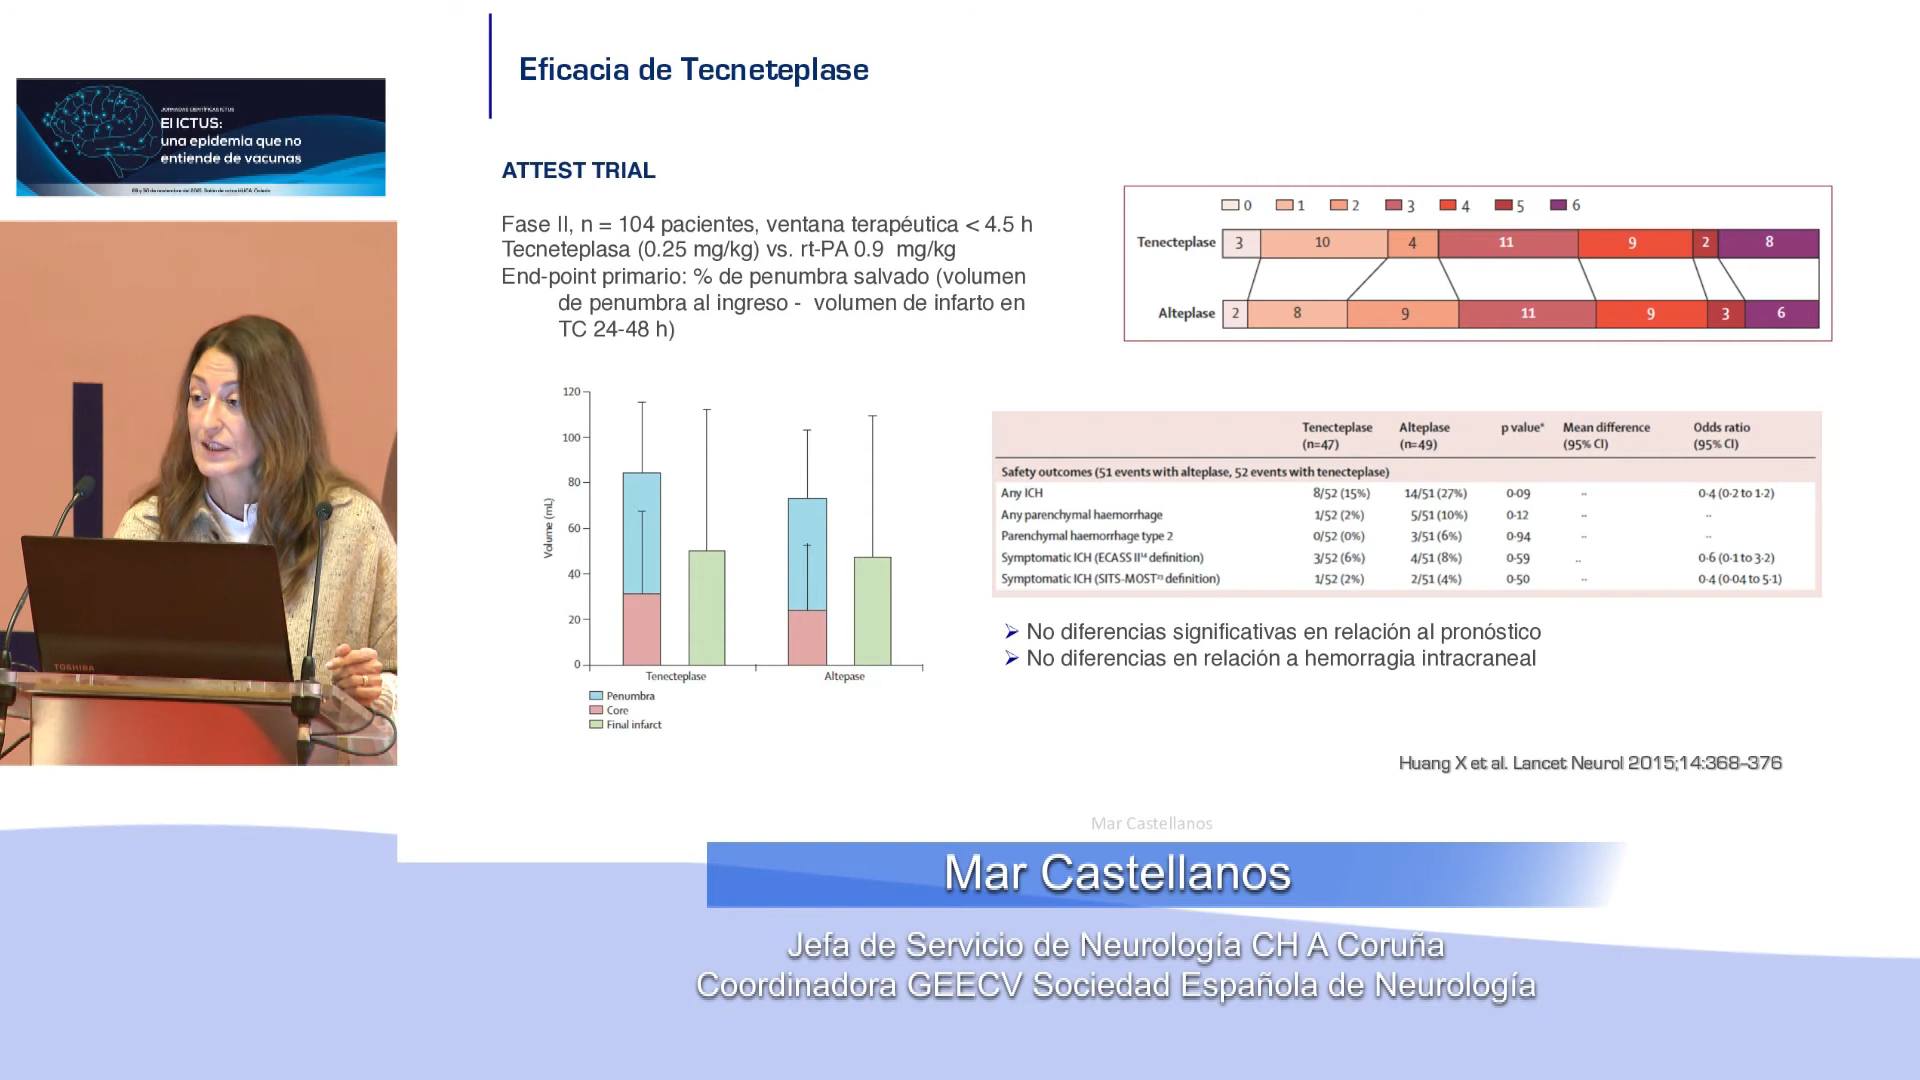 Eficacia de Tecneteplase
JORNADAS CIENTÍFICAS ICTUS
El ICTUS:
una epidemia que no
entiende de vacunas
ATTEST TRIAL
Fase II, n = 104 pacientes, ventana terapéutica < 4.5 h
Tecneteplasa (0.25 mg/kg) vs. rt-PA 0.9 mg/kg
End-point primario: % de penumbra salvado (volumen
de penumbra al ingreso - volumen de infarto en
TC 24-48 h)
0 1 2 3 4 5 6
Tenecteplase 3 10 4 11 9 2 8
Alteplase 2 8 9 11 9 3 6
120
100
80
60
40
20
0
Volume (mL)
Tenecteplase Altepase
Penumbra
Core
Final infarct
Tenecteplase Alteplase p value* Mean difference Odds ratio
(n=47) (n=49) (95% CI) (95% CI)
Safety outcomes (51 events with alteplase, 52 events with tenecteplase)
Any ICH 8/52 (15%) 14/51 (27%) 0·09 ·· 0·4 (0·2 to 1·2)
Any parenchymal haemorrhage 1/52 (2%) 5/51 (10%) 0·12 ·· ··
Parenchymal haemorrhage type 2 0/52 (0%) 3/51 (6%) 0·94 ·· ··
Symptomatic ICH (ECASS II¹⁴ definition) 3/52 (6%) 4/51 (8%) 0·59 ·· 0·6 (0·1 to 3·2)
Symptomatic ICH (SITS-MOST definition) 1/52 (2%) 2/51 (4%) 0·50 ·· 0·4 (0·04 to 5·1)
➢ No diferencias significativas en relación al pronóstico
➢ No diferencias en relación a hemorragia intracraneal
Huang X et al. Lancet Neurol 2015;14:368-376
TOSHIBA
Mar Castellanos
Mar Castellanos
Jefa de Servicio de Neurología CH A Coruña
Coordinadora GEECV Sociedad Española de Neurología